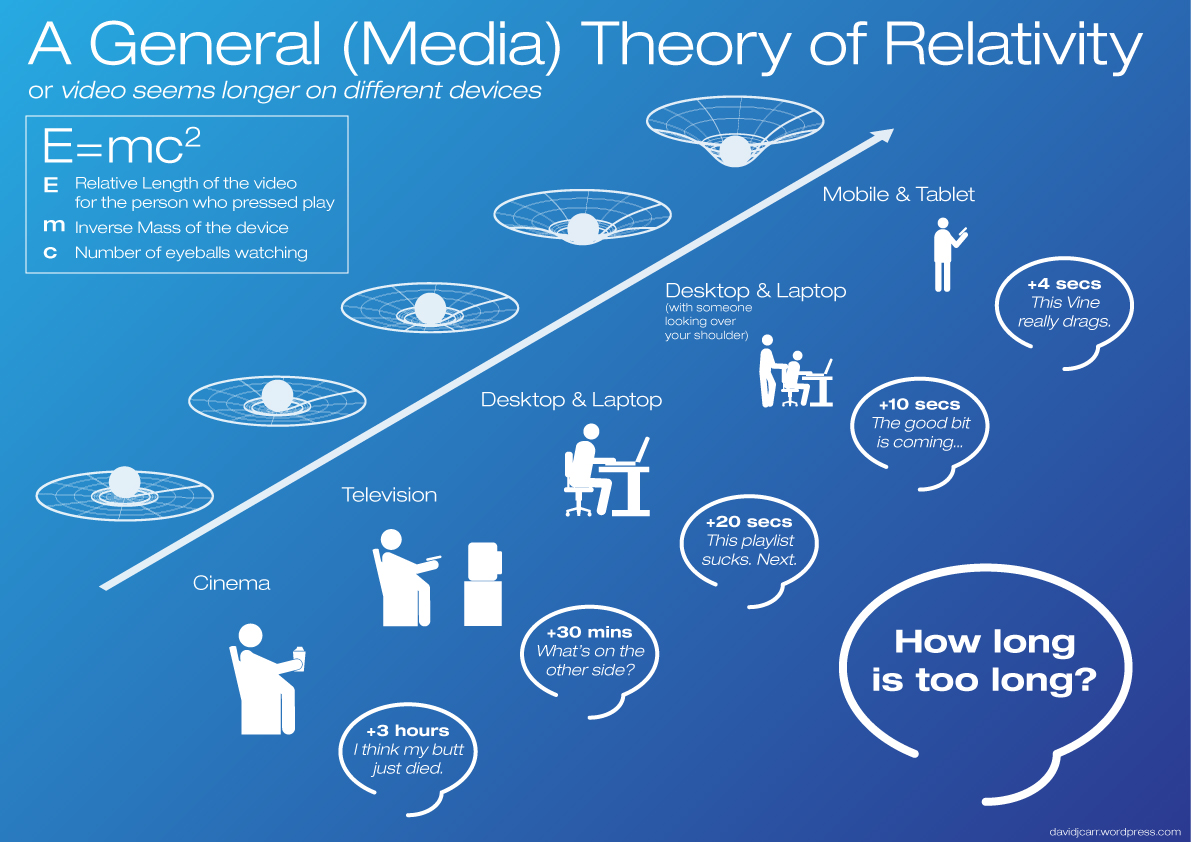 A General (Media) Theory of Relativity
or video seems longer on different devices
E=mc²
E Relative Length of the video
for the person who pressed play
m Inverse Mass of the device
c Number of eyeballs watching
Mobile & Tablet
+4 secs
This Vine
really drags.
Desktop & Laptop
(with someone
looking over
your shoulder)
+10 secs
The good bit
is coming...
Desktop & Laptop
+20 secs
This playlist
sucks. Next.
Television
+30 mins
What's on the
other side?
Cinema
+3 hours
I think my butt
just died.
How long
is too long?
davidjcarr.wordpress.com